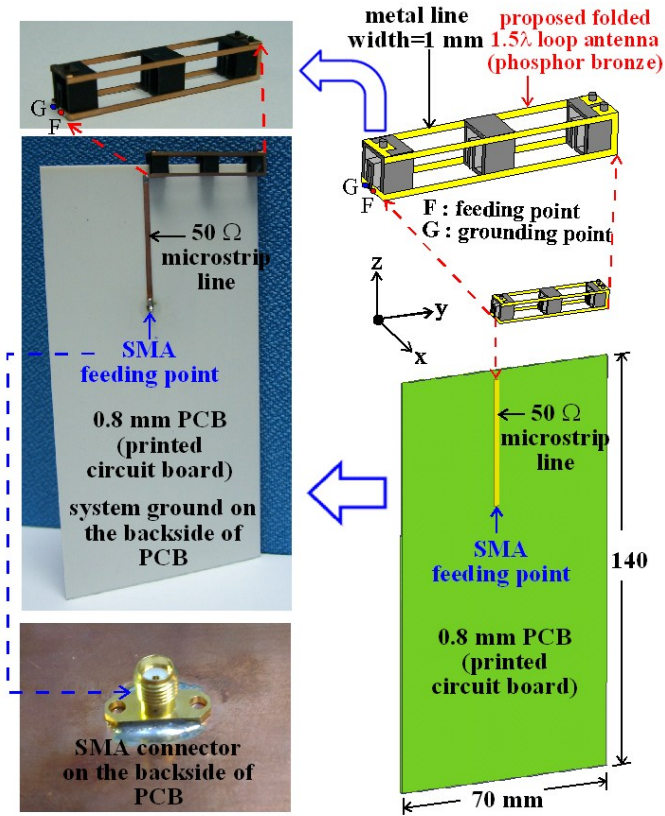 metal line
width=1 mm
proposed folded
1.5λ loop antenna
(phosphor bronze)
G
F
G
F
F : feeding point
G : grounding point
50 Ω
microstrip
line
SMA
feeding point
0.8 mm PCB
(printed
circuit board)
system ground on
the backside of
PCB
z
y
x
50 Ω
microstrip
line
SMA
feeding point
140
0.8 mm PCB
(printed
circuit board)
70 mm
SMA connector
on the backside of
PCB